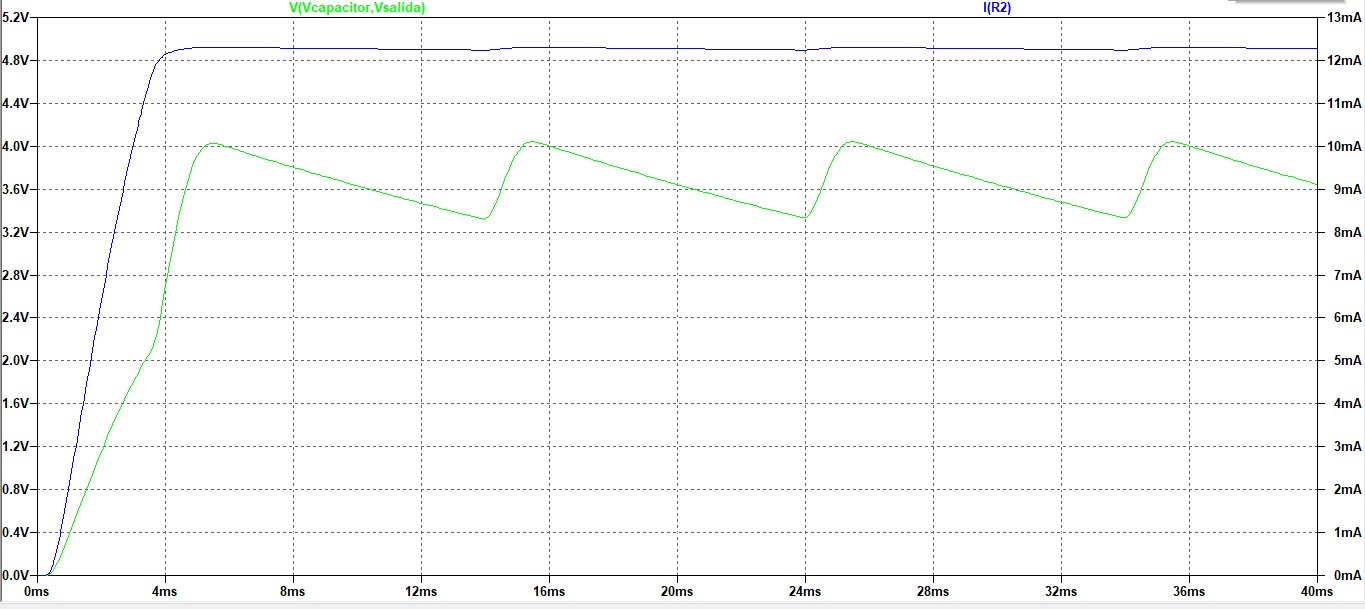 V(Vcapacitor,Vsalida) I(R2)
5.2V 13mA
4.8V 12mA
4.4V 11mA
4.0V 10mA
3.6V 9mA
3.2V 8mA
2.8V 7mA
2.4V 6mA
2.0V 5mA
1.6V 4mA
1.2V 3mA
0.8V 2mA
0.4V 1mA
0.0V 0mA
0ms 4ms 8ms 12ms 16ms 20ms 24ms 28ms 32ms 36ms 40ms